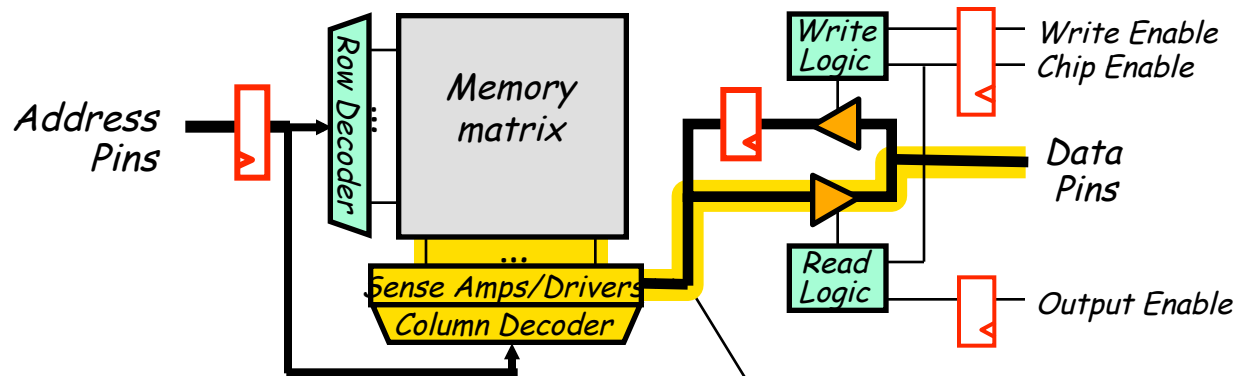 Address
Pins
Row Decoder
...
Memory
matrix
...
Sense Amps/Drivers
Column Decoder
Write
Logic
Read
Logic
Write Enable
Chip Enable
Data
Pins
Output Enable